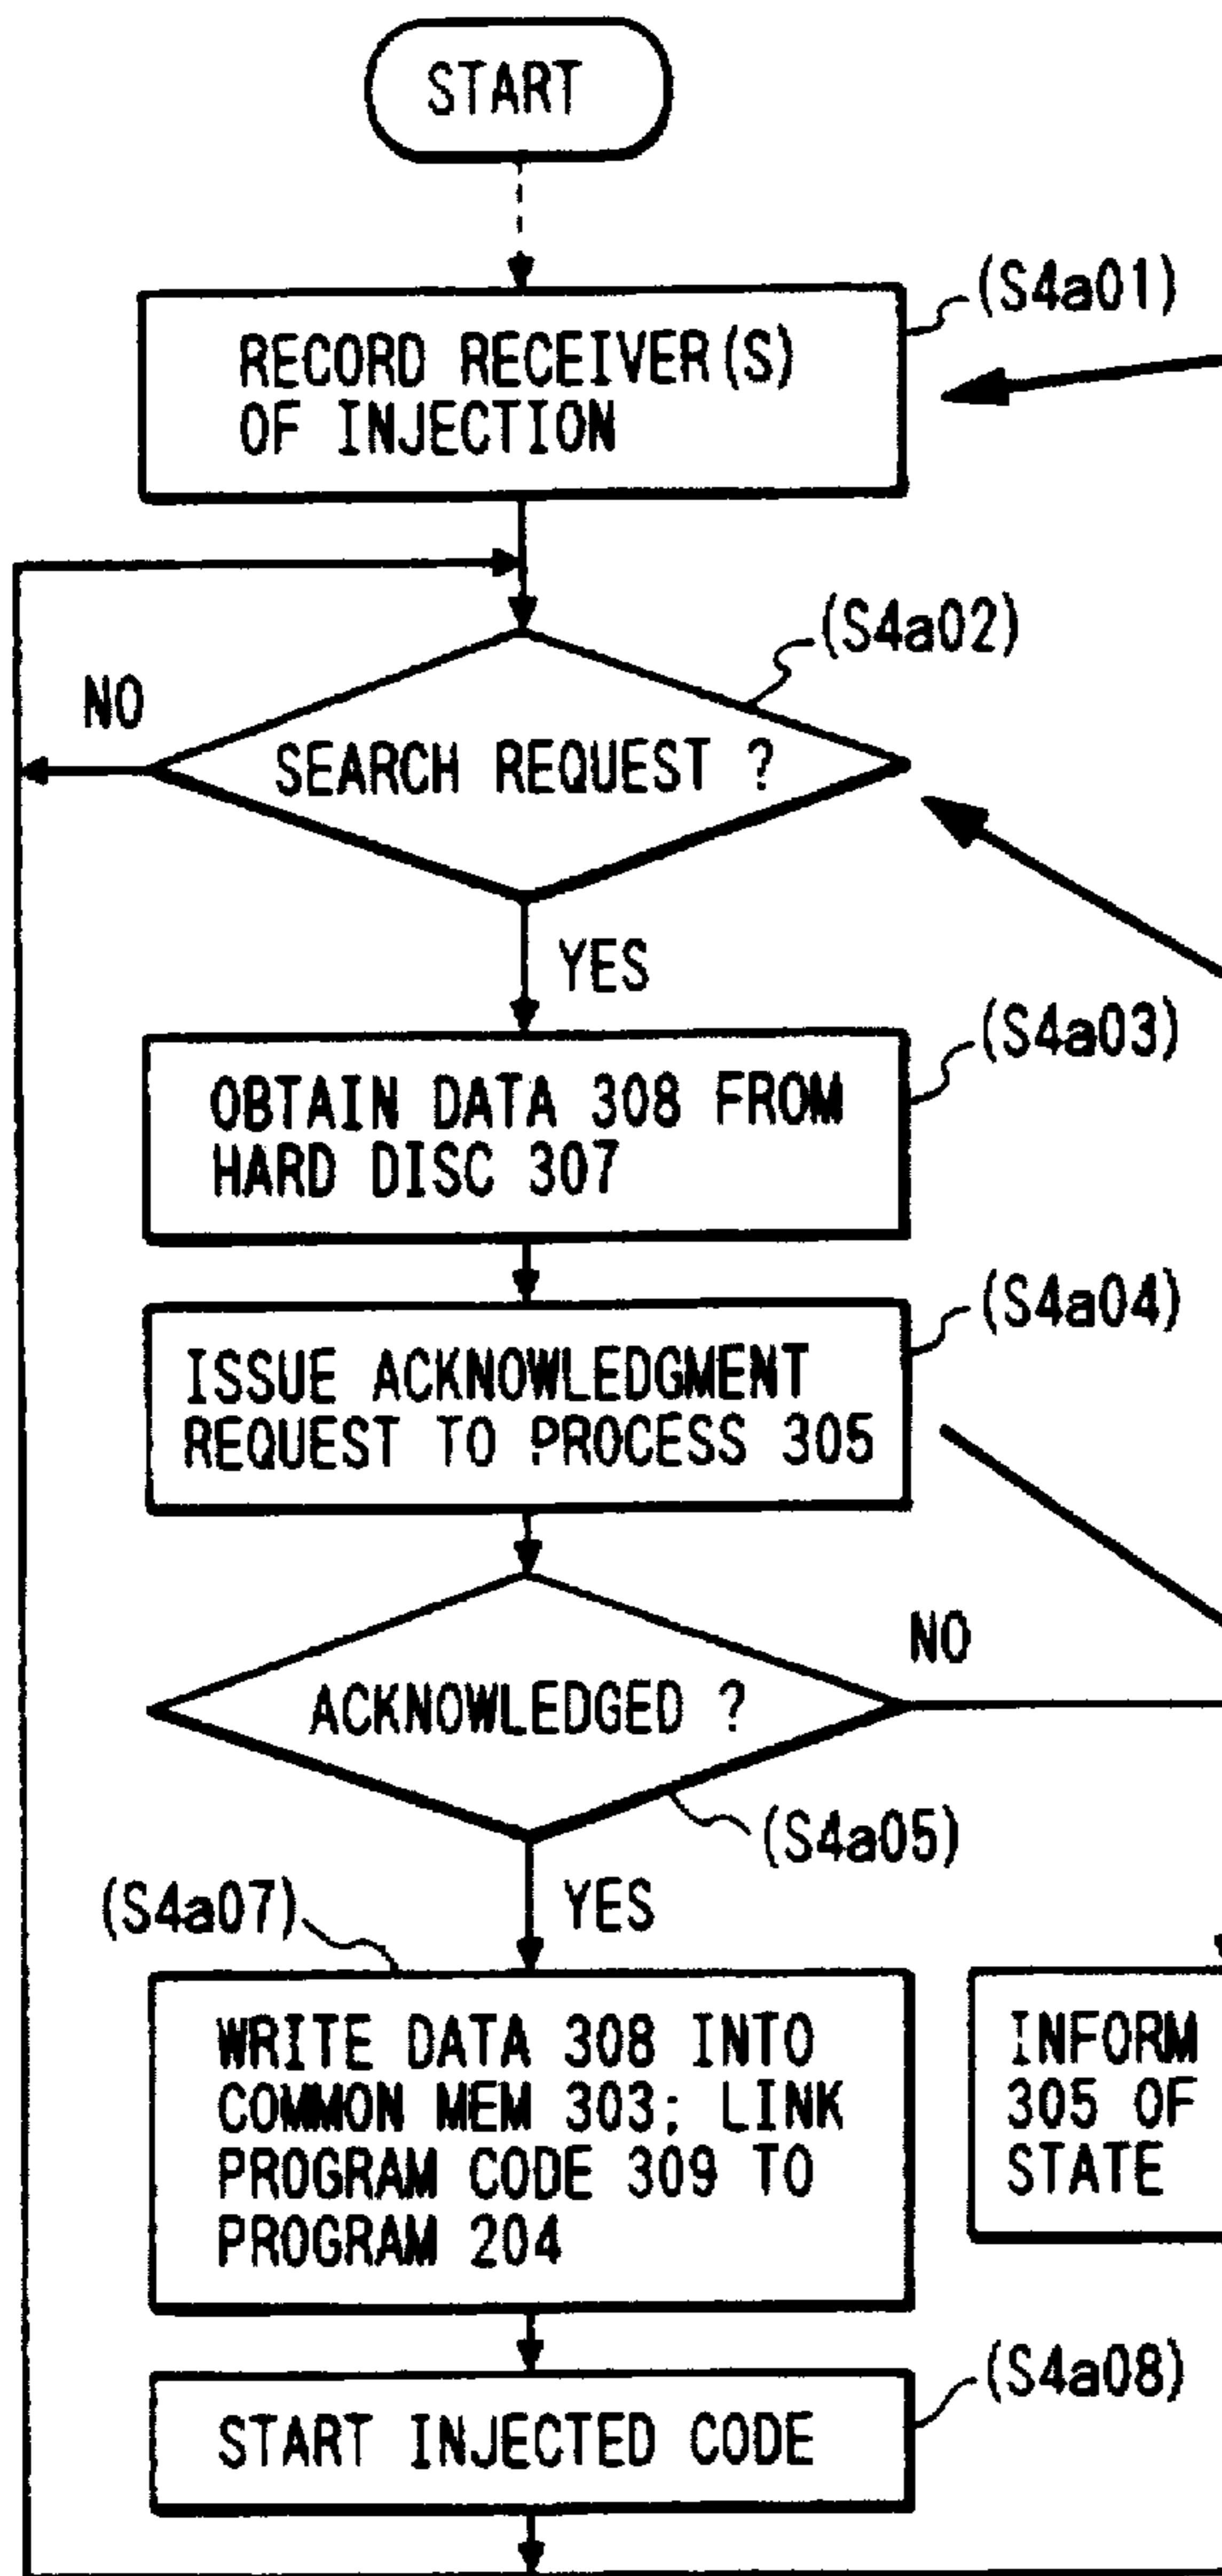 START
(S4a01)
RECORD RECEIVER(S)
OF INJECTION
(S4a02)
NO
SEARCH REQUEST ?
YES
(S4a03)
OBTAIN DATA 308 FROM
HARD DISC 307
(S4a04)
ISSUE ACKNOWLEDGMENT
REQUEST TO PROCESS 305
NO
ACKNOWLEDGED ?
(S4a05)
(S4a07)
YES
WRITE DATA 308 INTO
COMMON MEM 303; LINK
PROGRAM CODE 309 TO
PROGRAM 204
INFORM
305 OF
STATE
(S4a08)
START INJECTED CODE